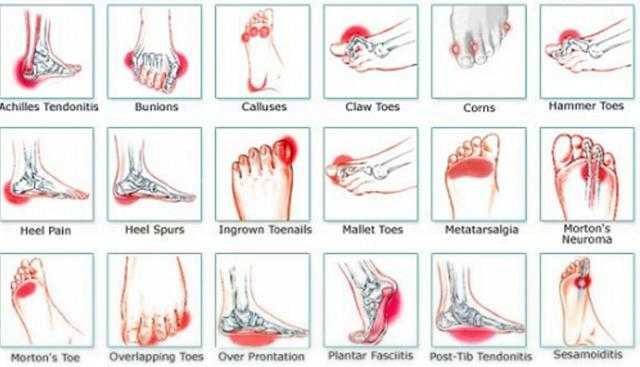 Achilles Tendonitis
Bunions
Calluses
Claw Toes
Corns
Hammer Toes
Heel Pain
Heel Spurs
Ingrown Toenails
Mallet Toes
Metatarsalgia
Morton's
Neuroma
Morton's Toe
Overlapping Toes
Over Prontation
Plantar Fasciitis
Post-Tib Tendonitis
Sesamoiditis